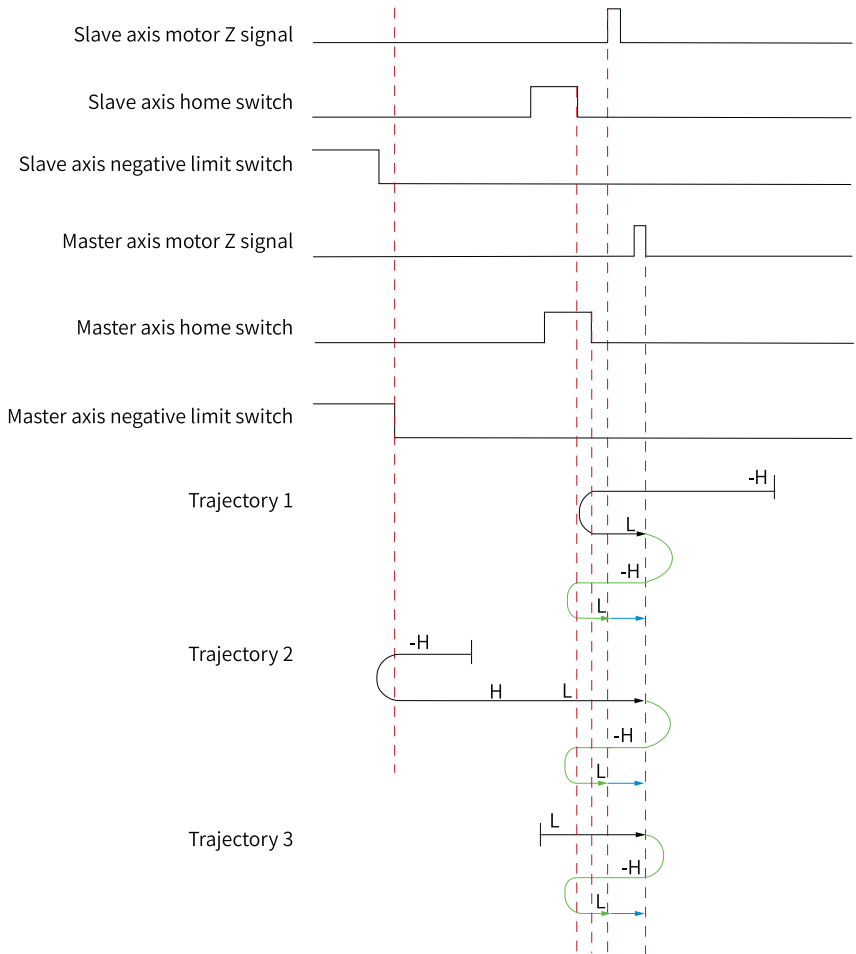 Slave axis motor Z signal
Slave axis home switch
Slave axis negative limit switch
Master axis motor Z signal
Master axis home switch
Master axis negative limit switch
-H
Trajectory 1
L
-H
L
-H
Trajectory 2
H L
-H
L
L
Trajectory 3
-H
L